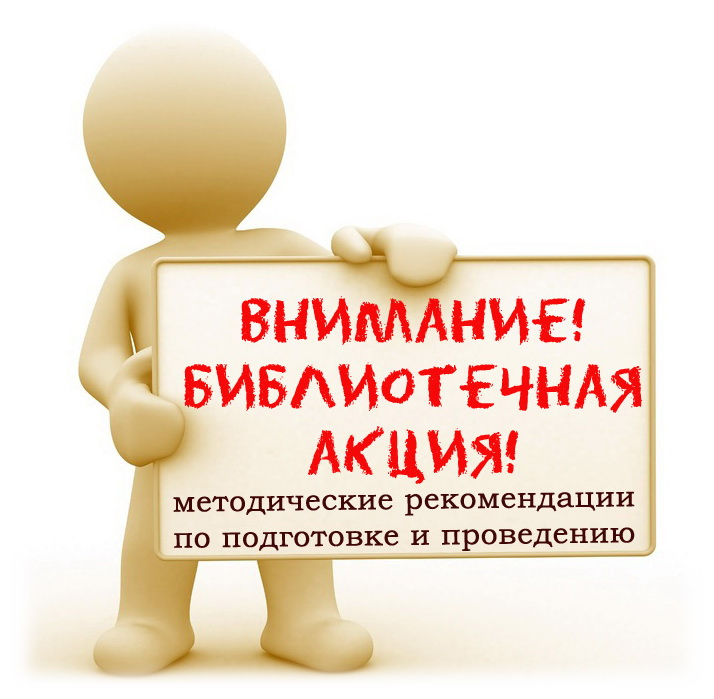 ВНИМАНИЕ!
БИБЛИОТЕЧНАЯ
АКЦИЯ!
методические рекомендации
по подготовке и проведению